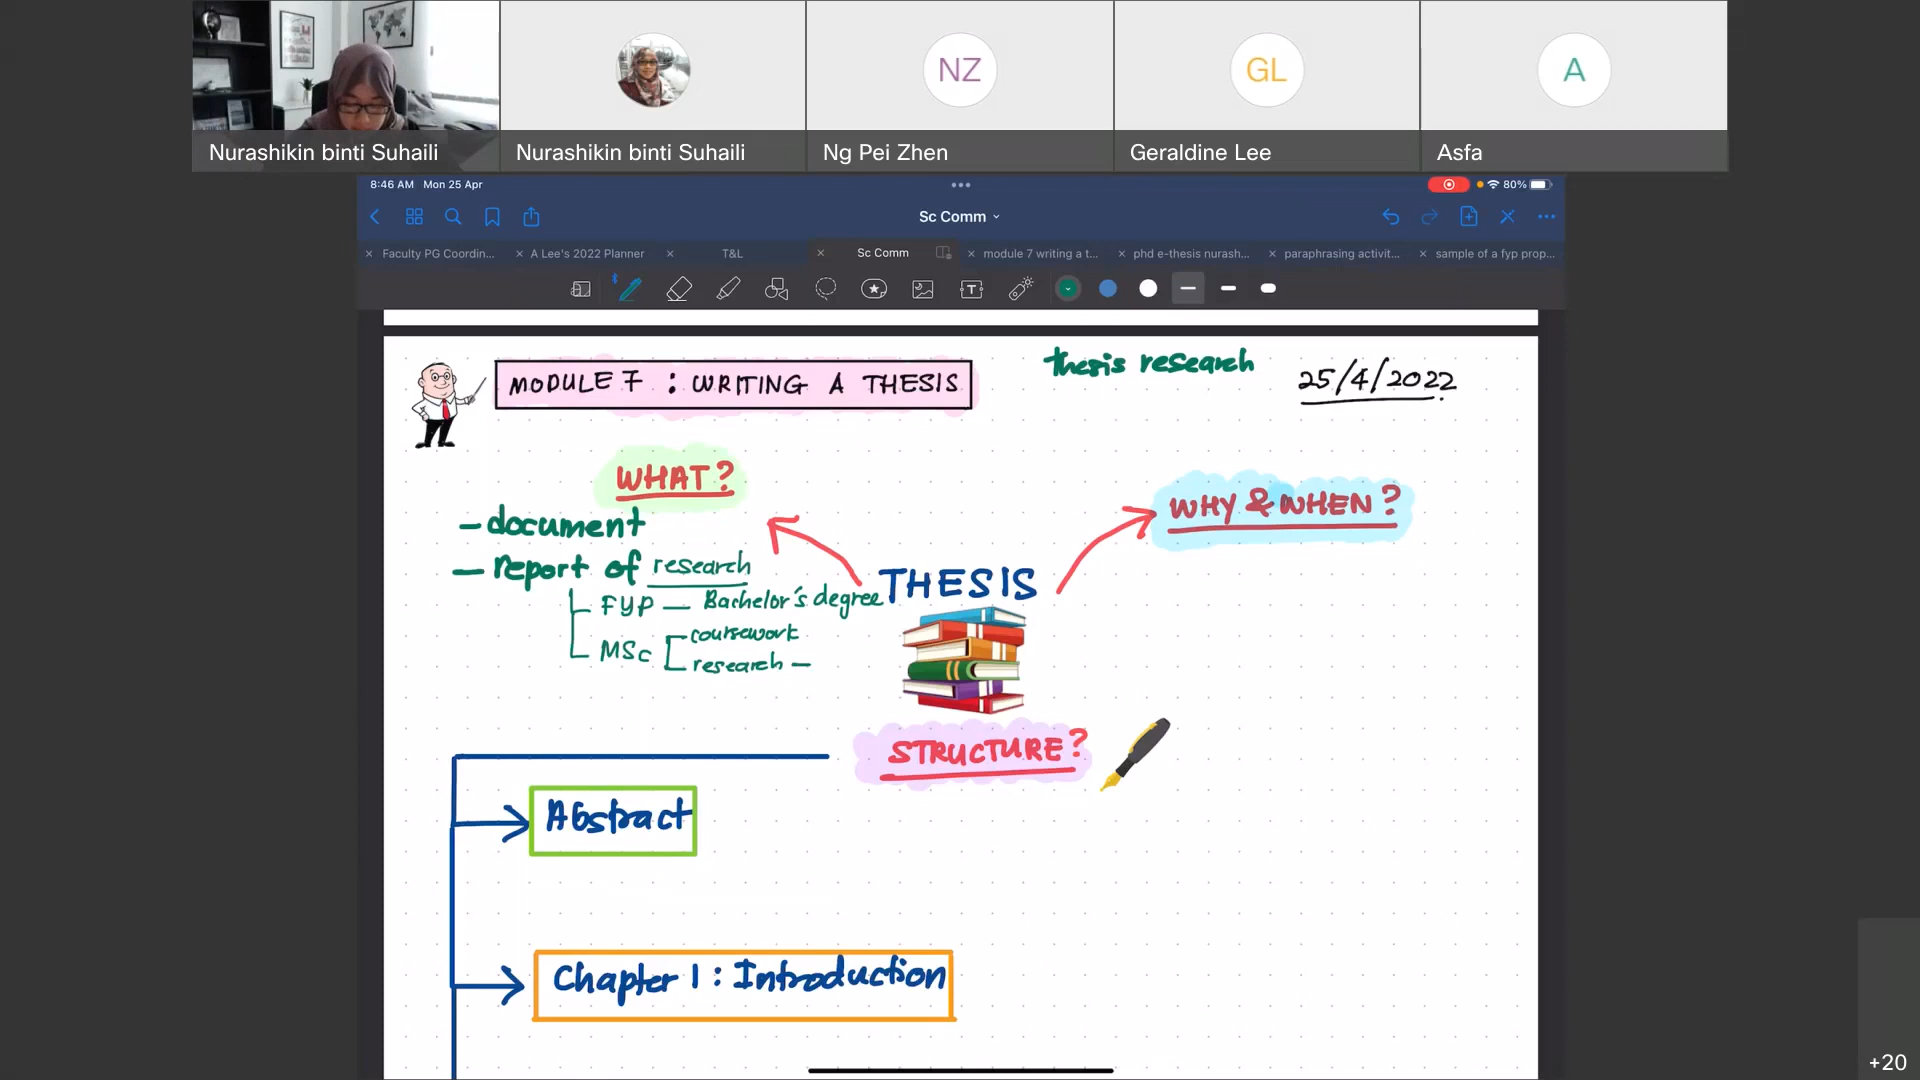 Nurashikin binti Suhaili
Nurashikin binti Suhaili
NZ
Ng Pei Zhen
GL
Geraldine Lee
A
Asfa
8:46 AM Mon 25 Apr
80%
Sc Comm
Faculty PG Coordin...
A Lee's 2022 Planner
T&L
Sc Comm
module 7 writing a t...
phd e-thesis nurash...
paraphrasing activit...
sample of a fyp prop...
thesis research
MODULE 7 : WRITING A THESIS
25/4/2022
WHAT?
WHY & WHEN?
- document
- report of research
FYP - Bachelor's degree
THESIS
MSc coursework
research -
STRUCTURE?
Abstract
Chapter 1 : Introduction
+20